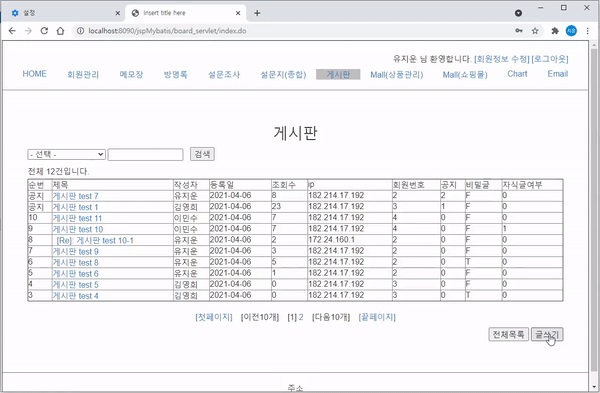 설정
Insert title here
localhost:8090/jspMybatis/board_servlet/index.do
유지운 님 환영합니다. [회원정보 수정] [로그아웃]
HOME 회원관리 메모장 방명록 설문조사 설문지(종합) 게시판 Mall(상품관리) Mall(쇼핑몰) Chart Email
게시판
- 선택 - 검색
전체 12건입니다.
순번 제목 작성자 등록일 조회수 ip 회원번호 공지 비밀글 자식글여부
공지 게시판 test 7 유지운 2021-04-06 8 182.214.17.192 2 2 F 0
공지 게시판 test 1 김영희 2021-04-06 23 182.214.17.192 3 1 F 0
10 게시판 test 11 이민수 2021-04-06 7 182.214.17.192 4 0 F 0
9 게시판 test 10 이민수 2021-04-06 7 182.214.17.192 4 0 F 1
8 [Re]: 게시판 test 10-1 유지운 2021-04-06 2 172.24.160.1 2 0 F 0
7 게시판 test 9 유지운 2021-04-06 3 182.214.17.192 2 0 F 0
6 게시판 test 8 유지운 2021-04-06 5 182.214.17.192 2 0 T 0
5 게시판 test 6 유지운 2021-04-06 1 182.214.17.192 2 0 F 0
4 게시판 test 5 김영희 2021-04-06 0 182.214.17.192 3 0 F 0
3 게시판 test 4 김영희 2021-04-06 0 182.214.17.192 3 0 T 0
[첫페이지] [이전10개] [1] 2 [다음10개] [끝페이지]
전체목록 글쓰기
주소